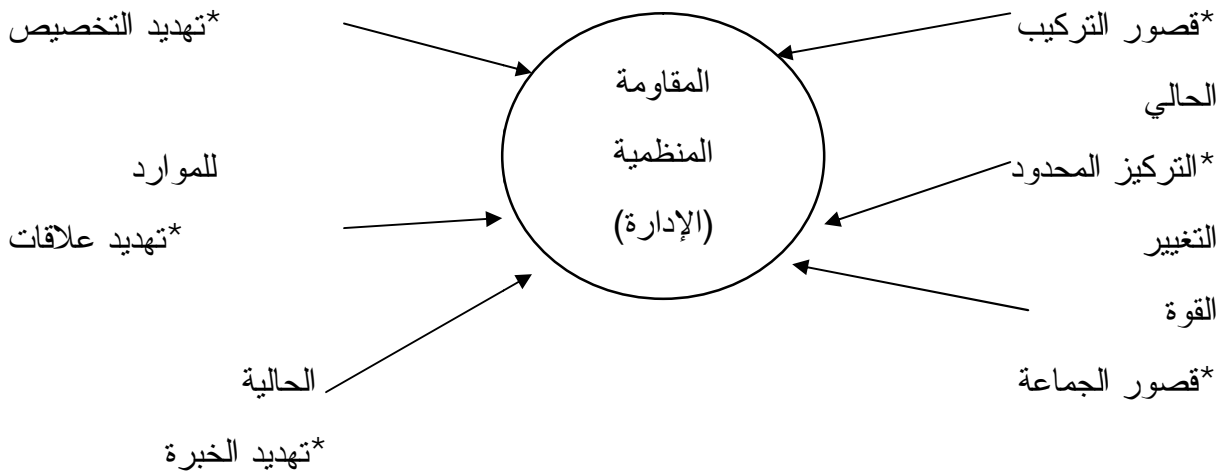 *قصور التركيب
الحالي
*التركيز المحدود
التغيير
القوة
*قصور الجماعة
المقاومة
المنظمية
(الإدارة)
*تهديد التخصيص
للموارد
*تهديد علاقات
الحالية
*تهديد الخبرة